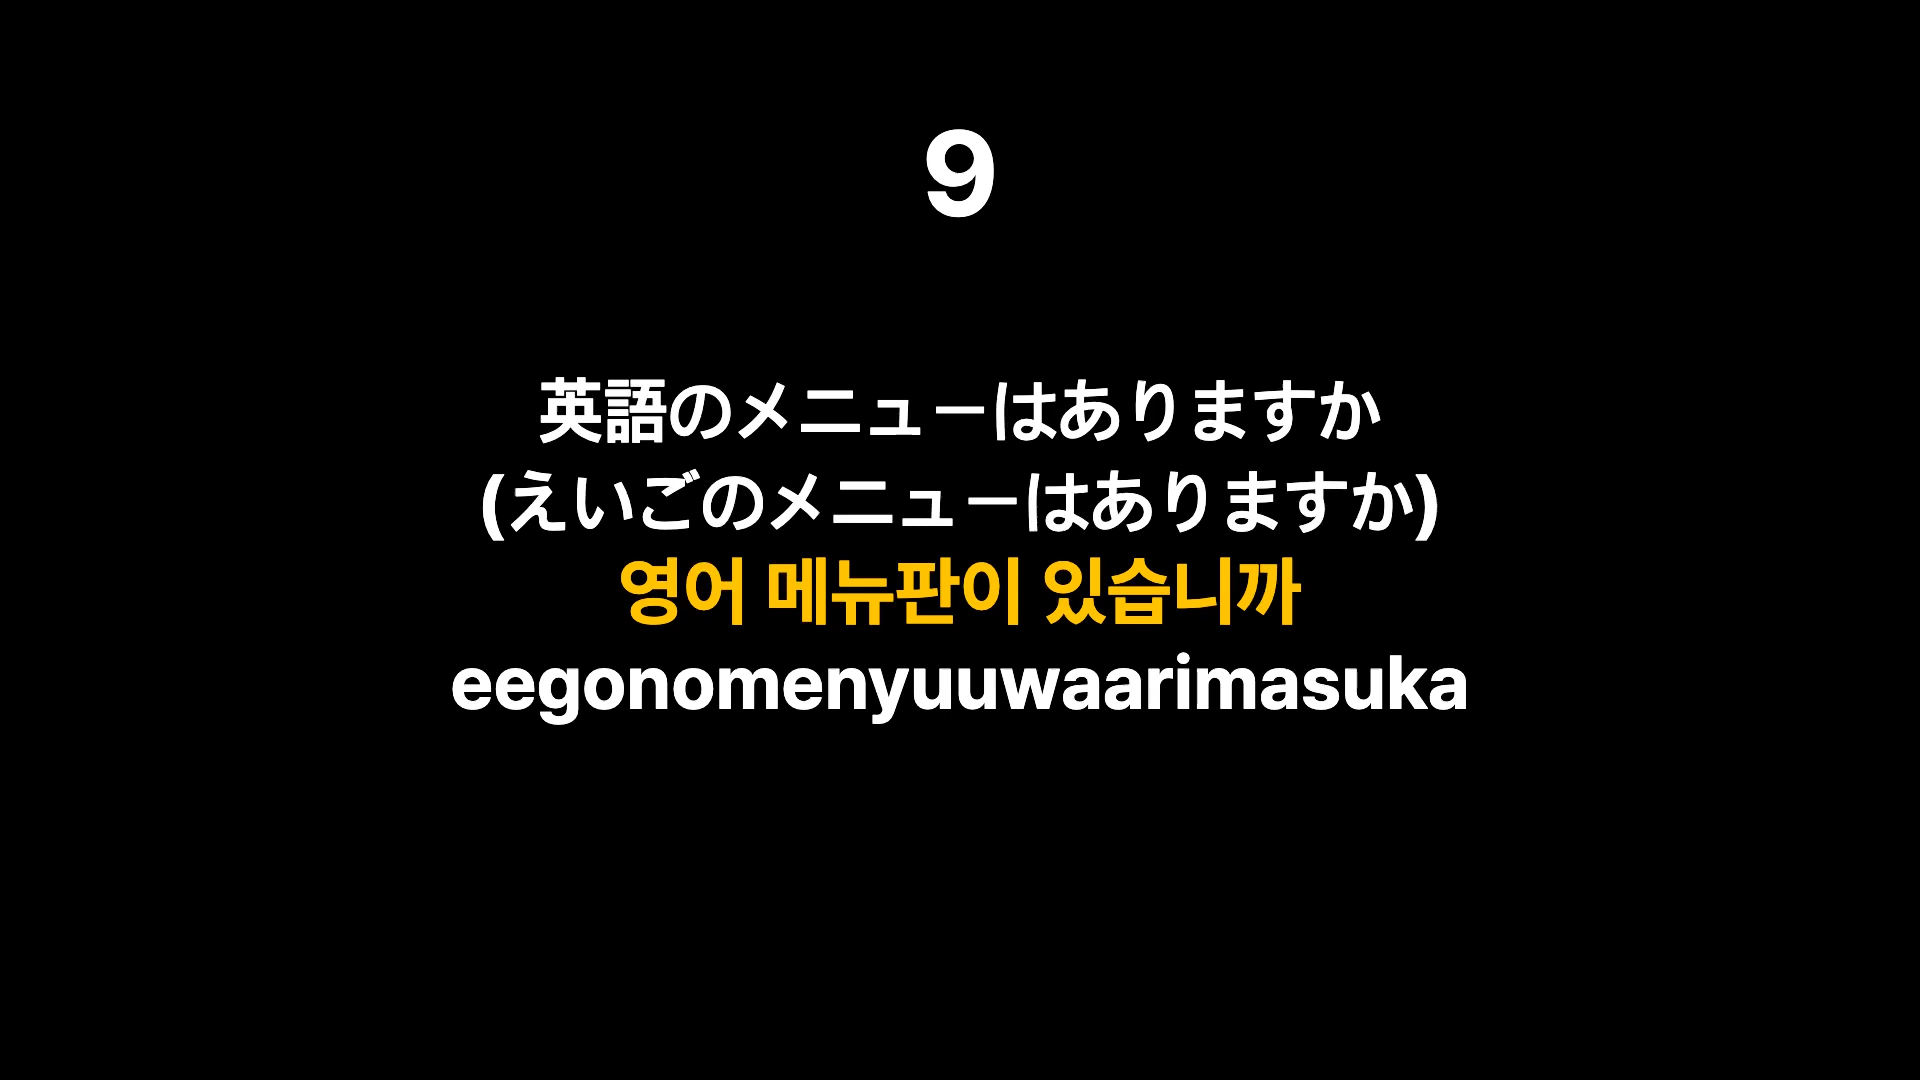 9
英語のメニューはありますか
(えいごのメニューはありますか)
영어 메뉴판이 있습니까
eegonomenyuuwaarimasuka